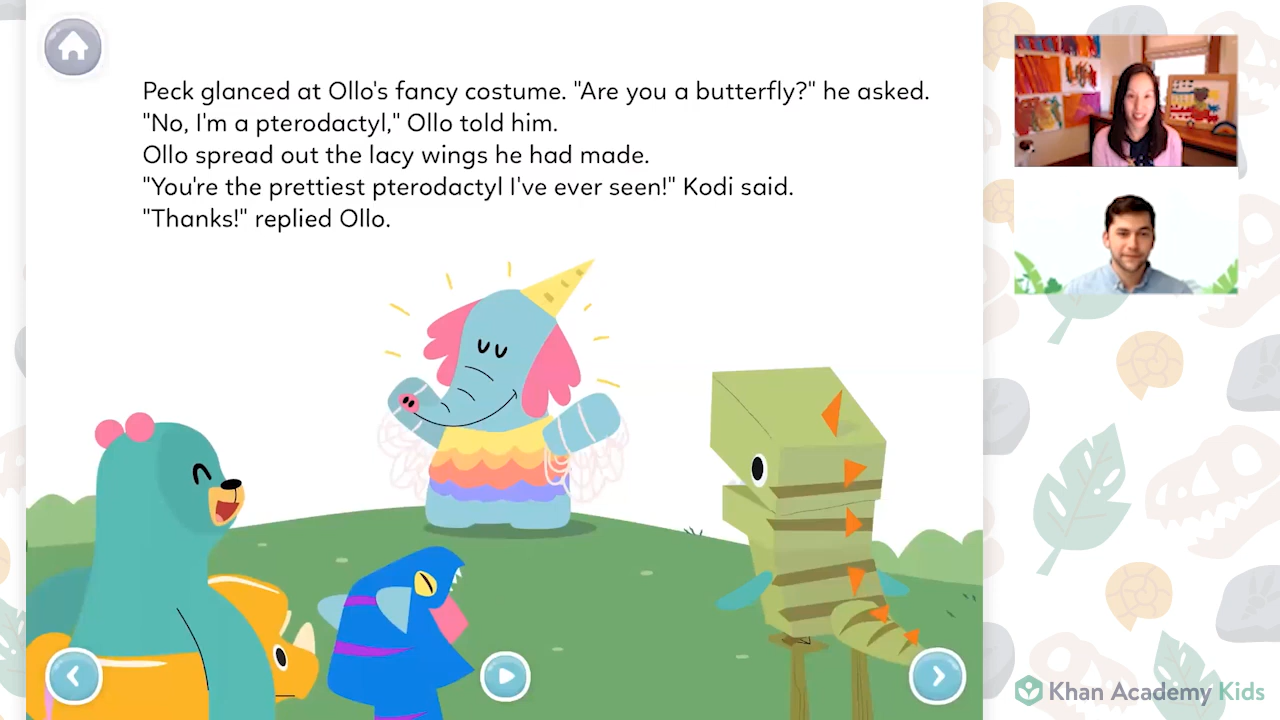 Peck glanced at Ollo's fancy costume. "Are you a butterfly?" he asked.
"No, I'm a pterodactyl," Ollo told him.
Ollo spread out the lacy wings he had made.
"You're the prettiest pterodactyl I've ever seen!" Kodi said.
"Thanks!" replied Ollo.
Khan Academy Kids